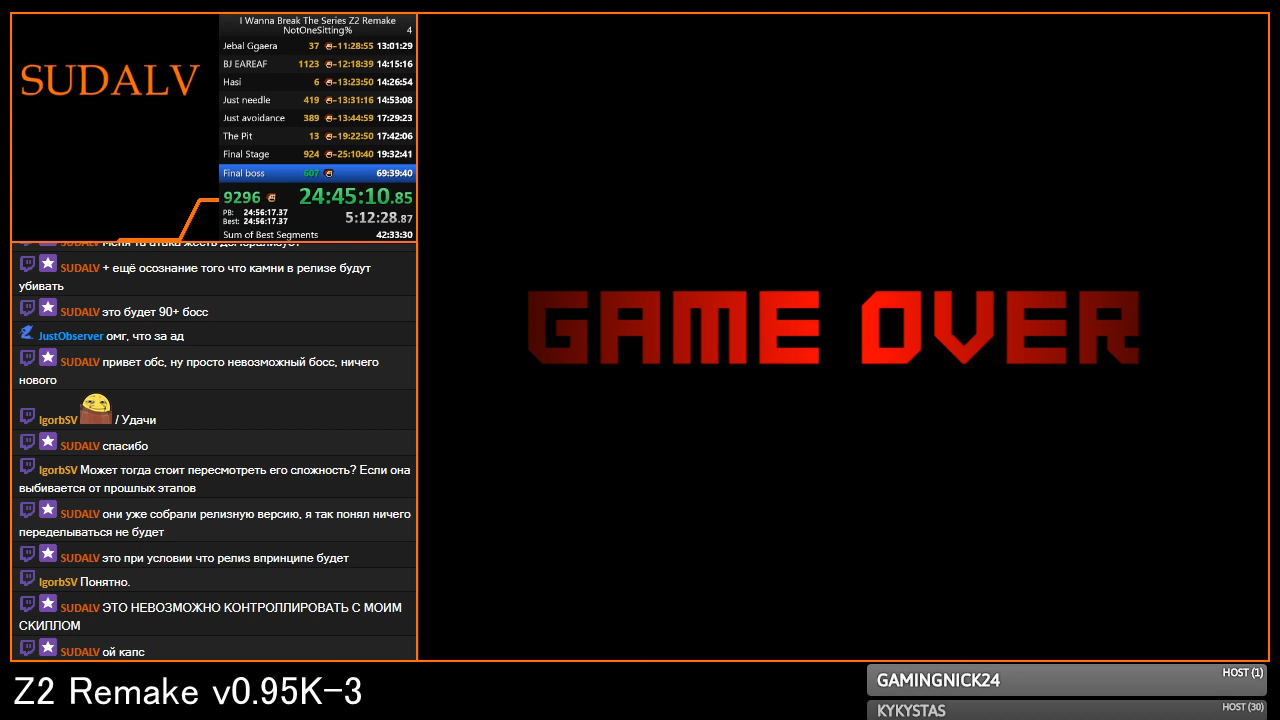 SUDALV
I Wanna Break The Series Z2 Remake
NotOneSitting% 4
Jebal Ggaera 37 -11:28:55 13:01:29
BJ EAREAF 1123 -12:18:39 14:15:16
Hasi 6 -13:23:50 14:26:54
Just needle 419 -13:31:16 14:53:08
Just avoidance 389 -13:44:59 17:29:23
The Pit 13 -19:22:50 17:42:06
Final Stage 924 -25:10:40 19:32:41
Final boss 607 69:39:40
9296 24:45:10.85
PB: 24:56:17.37
Best: 24:56:17.37
5:12:28.87
Sum of Best Segments 42:33:30
SUDALV меня та атака жесть деморализует
SUDALV + ещё осознание того что камни в релизе будут
убивать
SUDALV это будет 90+ босс
JustObserver омг, что за ад
SUDALV привет обс, ну просто невозможный босс, ничего
нового
IgorbSV / Удачи
SUDALV спасибо
IgorbSV Может тогда стоит пересмотреть его сложность? Если она
выбивается от прошлых этапов
SUDALV они уже собрали релизную версию, я так понял ничего
переделываться не будет
SUDALV это при условии что релиз впринципе будет
IgorbSV Понятно.
SUDALV ЭТО НЕВОЗМОЖНО КОНТРОЛЛИРОВАТЬ С МОИМ
СКИЛЛОМ
SUDALV ой капс
GAME OVER
Z2 Remake v0.95K-3
GAMINGNICK24 HOST (1)
KYKYSTAS HOST (30)